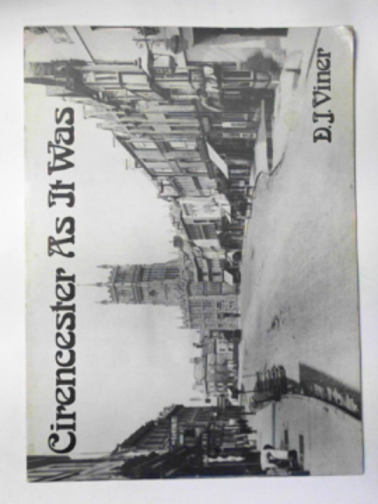 Cirencester As It Was
D.J.Viner